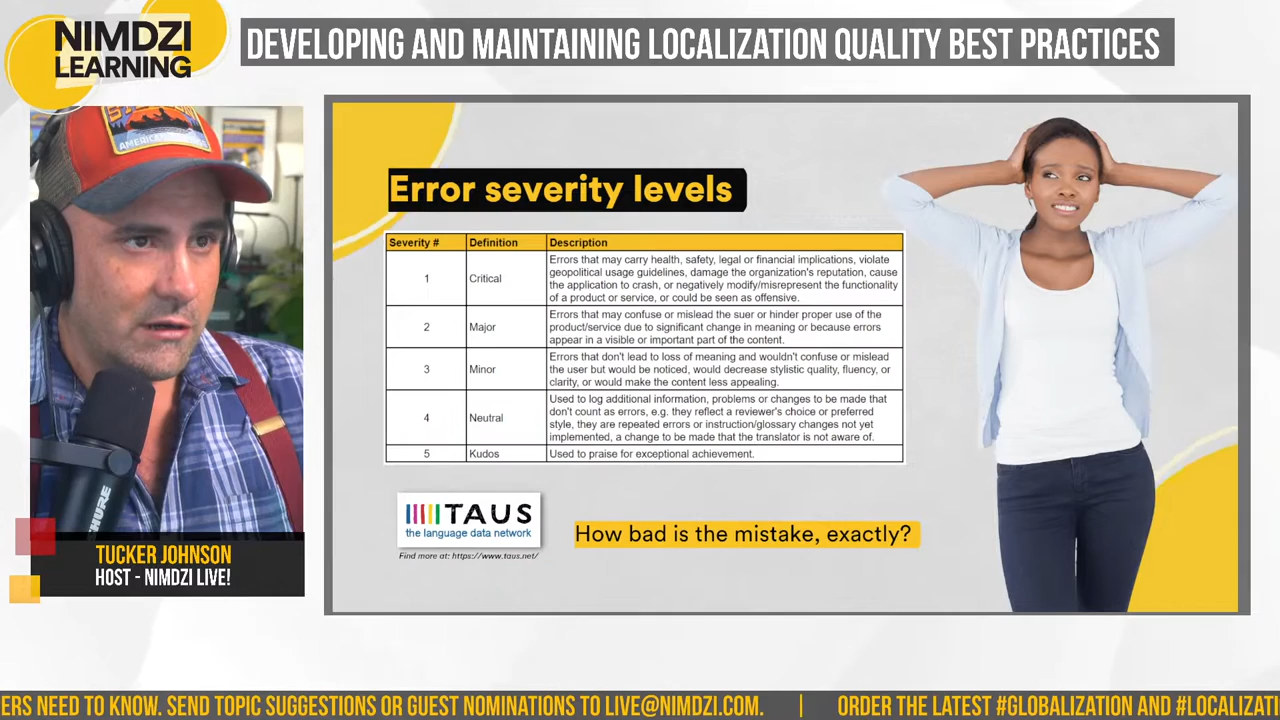 NIMDZI
LEARNING
DEVELOPING AND MAINTAINING LOCALIZATION QUALITY BEST PRACTICES
Error severity levels
Severity # Definition Description
1 Critical Errors that may carry health, safety, legal or financial implications, violate
geopolitical usage guidelines, damage the organization's reputation, cause
the application to crash, or negatively modify/misrepresent the functionality
of a product or service, or could be seen as offensive.
2 Major Errors that may confuse or mislead the suer or hinder proper use of the
product/service due to significant change in meaning or because errors
appear in a visible or important part of the content.
3 Minor Errors that don't lead to loss of meaning and wouldn't confuse or mislead
the user but would be noticed, would decrease stylistic quality, fluency, or
clarity, or would make the content less appealing.
4 Neutral Used to log additional information, problems or changes to be made that
don't count as errors, e.g. they reflect a reviewer's choice or preferred
style, they are repeated errors or instruction/glossary changes not yet
implemented, a change to be made that the translator is not aware of.
5 Kudos Used to praise for exceptional achievement.
TAUS
the language data network
Find more at: https://www.taus.net/
How bad is the mistake, exactly?
SHURE
TUCKER JOHNSON
HOST - NIMDZI LIVE!
ERS NEED TO KNOW. SEND TOPIC SUGGESTIONS OR GUEST NOMINATIONS TO LIVE@NIMDZI.COM. | ORDER THE LATEST #GLOBALIZATION AND #LOCALIZATI